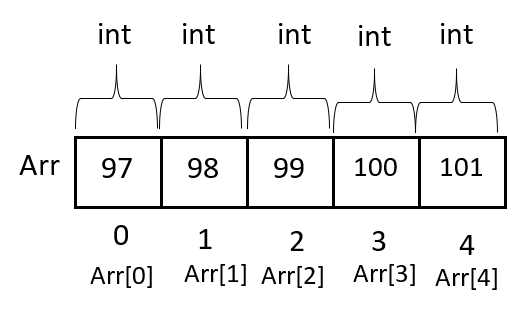 int int int int int
Arr 97 98 99 100 101
0 1 2 3 4
Arr[0] Arr[1] Arr[2] Arr[3] Arr[4]